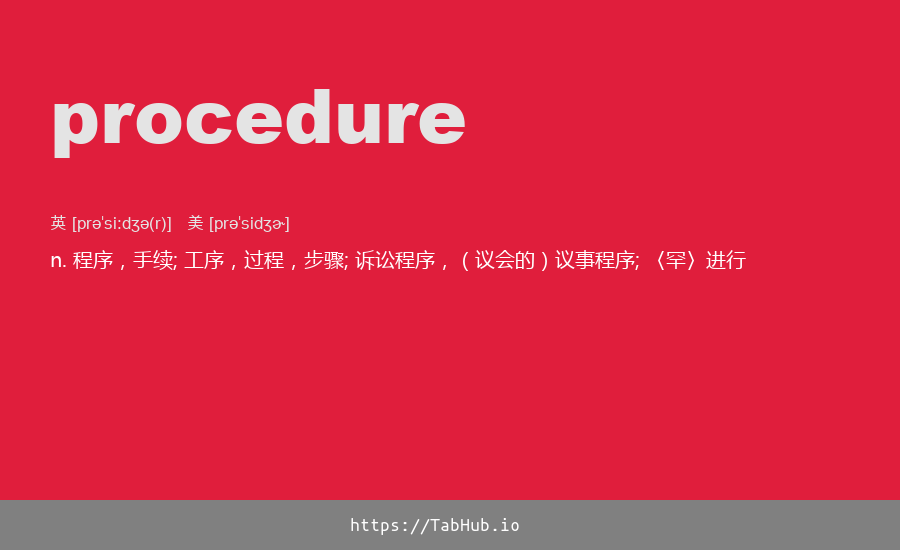 procedure
英 [prəˈsiːdʒə(r)] 美 [prəˈsidʒɚ]
n. 程序，手续; 工序，过程，步骤; 诉讼程序，（议会的）议事程序; 〈罕〉进行
https://TabHub.io